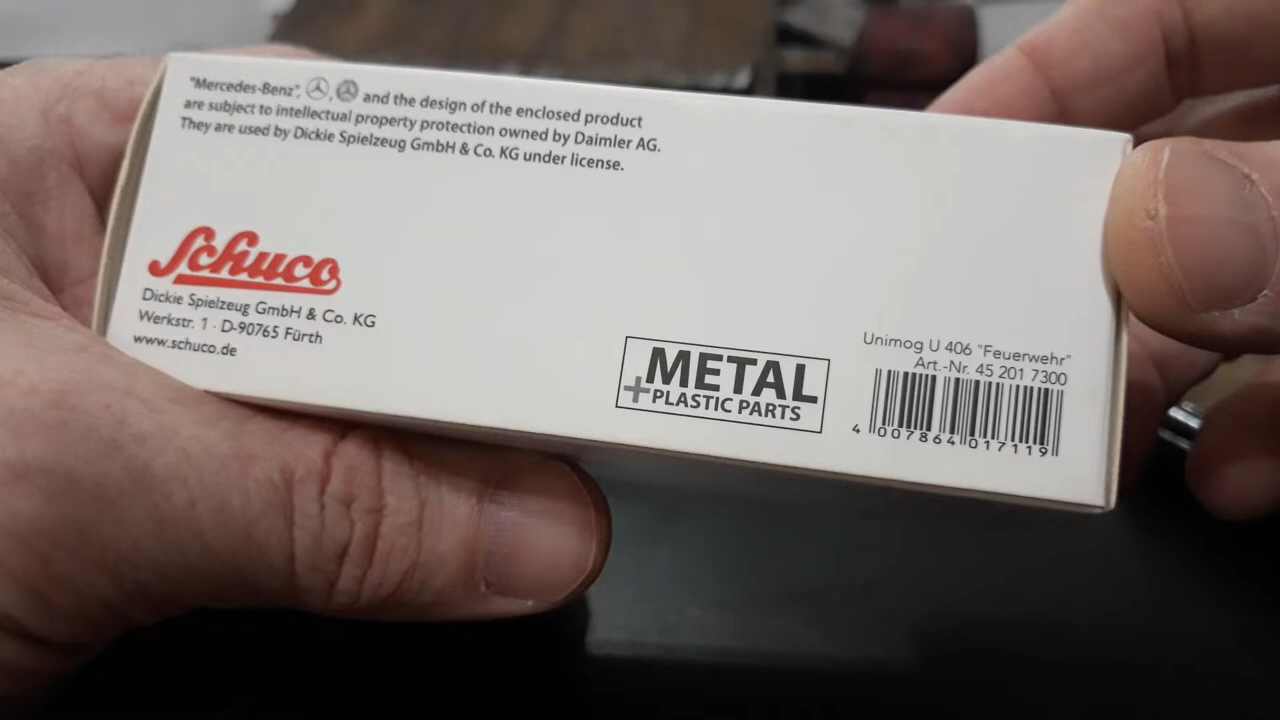 "Mercedes-Benz", , and the design of the enclosed product
are subject to intellectual property protection owned by Daimler AG.
They are used by Dickie Spielzeug GmbH & Co. KG under license.
Schuco
Dickie Spielzeug GmbH & Co. KG
Werkstr. 1 · D-90765 Fürth
www.schuco.de
METAL
+PLASTIC PARTS
Unimog U 406 "Feuerwehr"
Art.-Nr. 45 201 7300
4 007864 017119